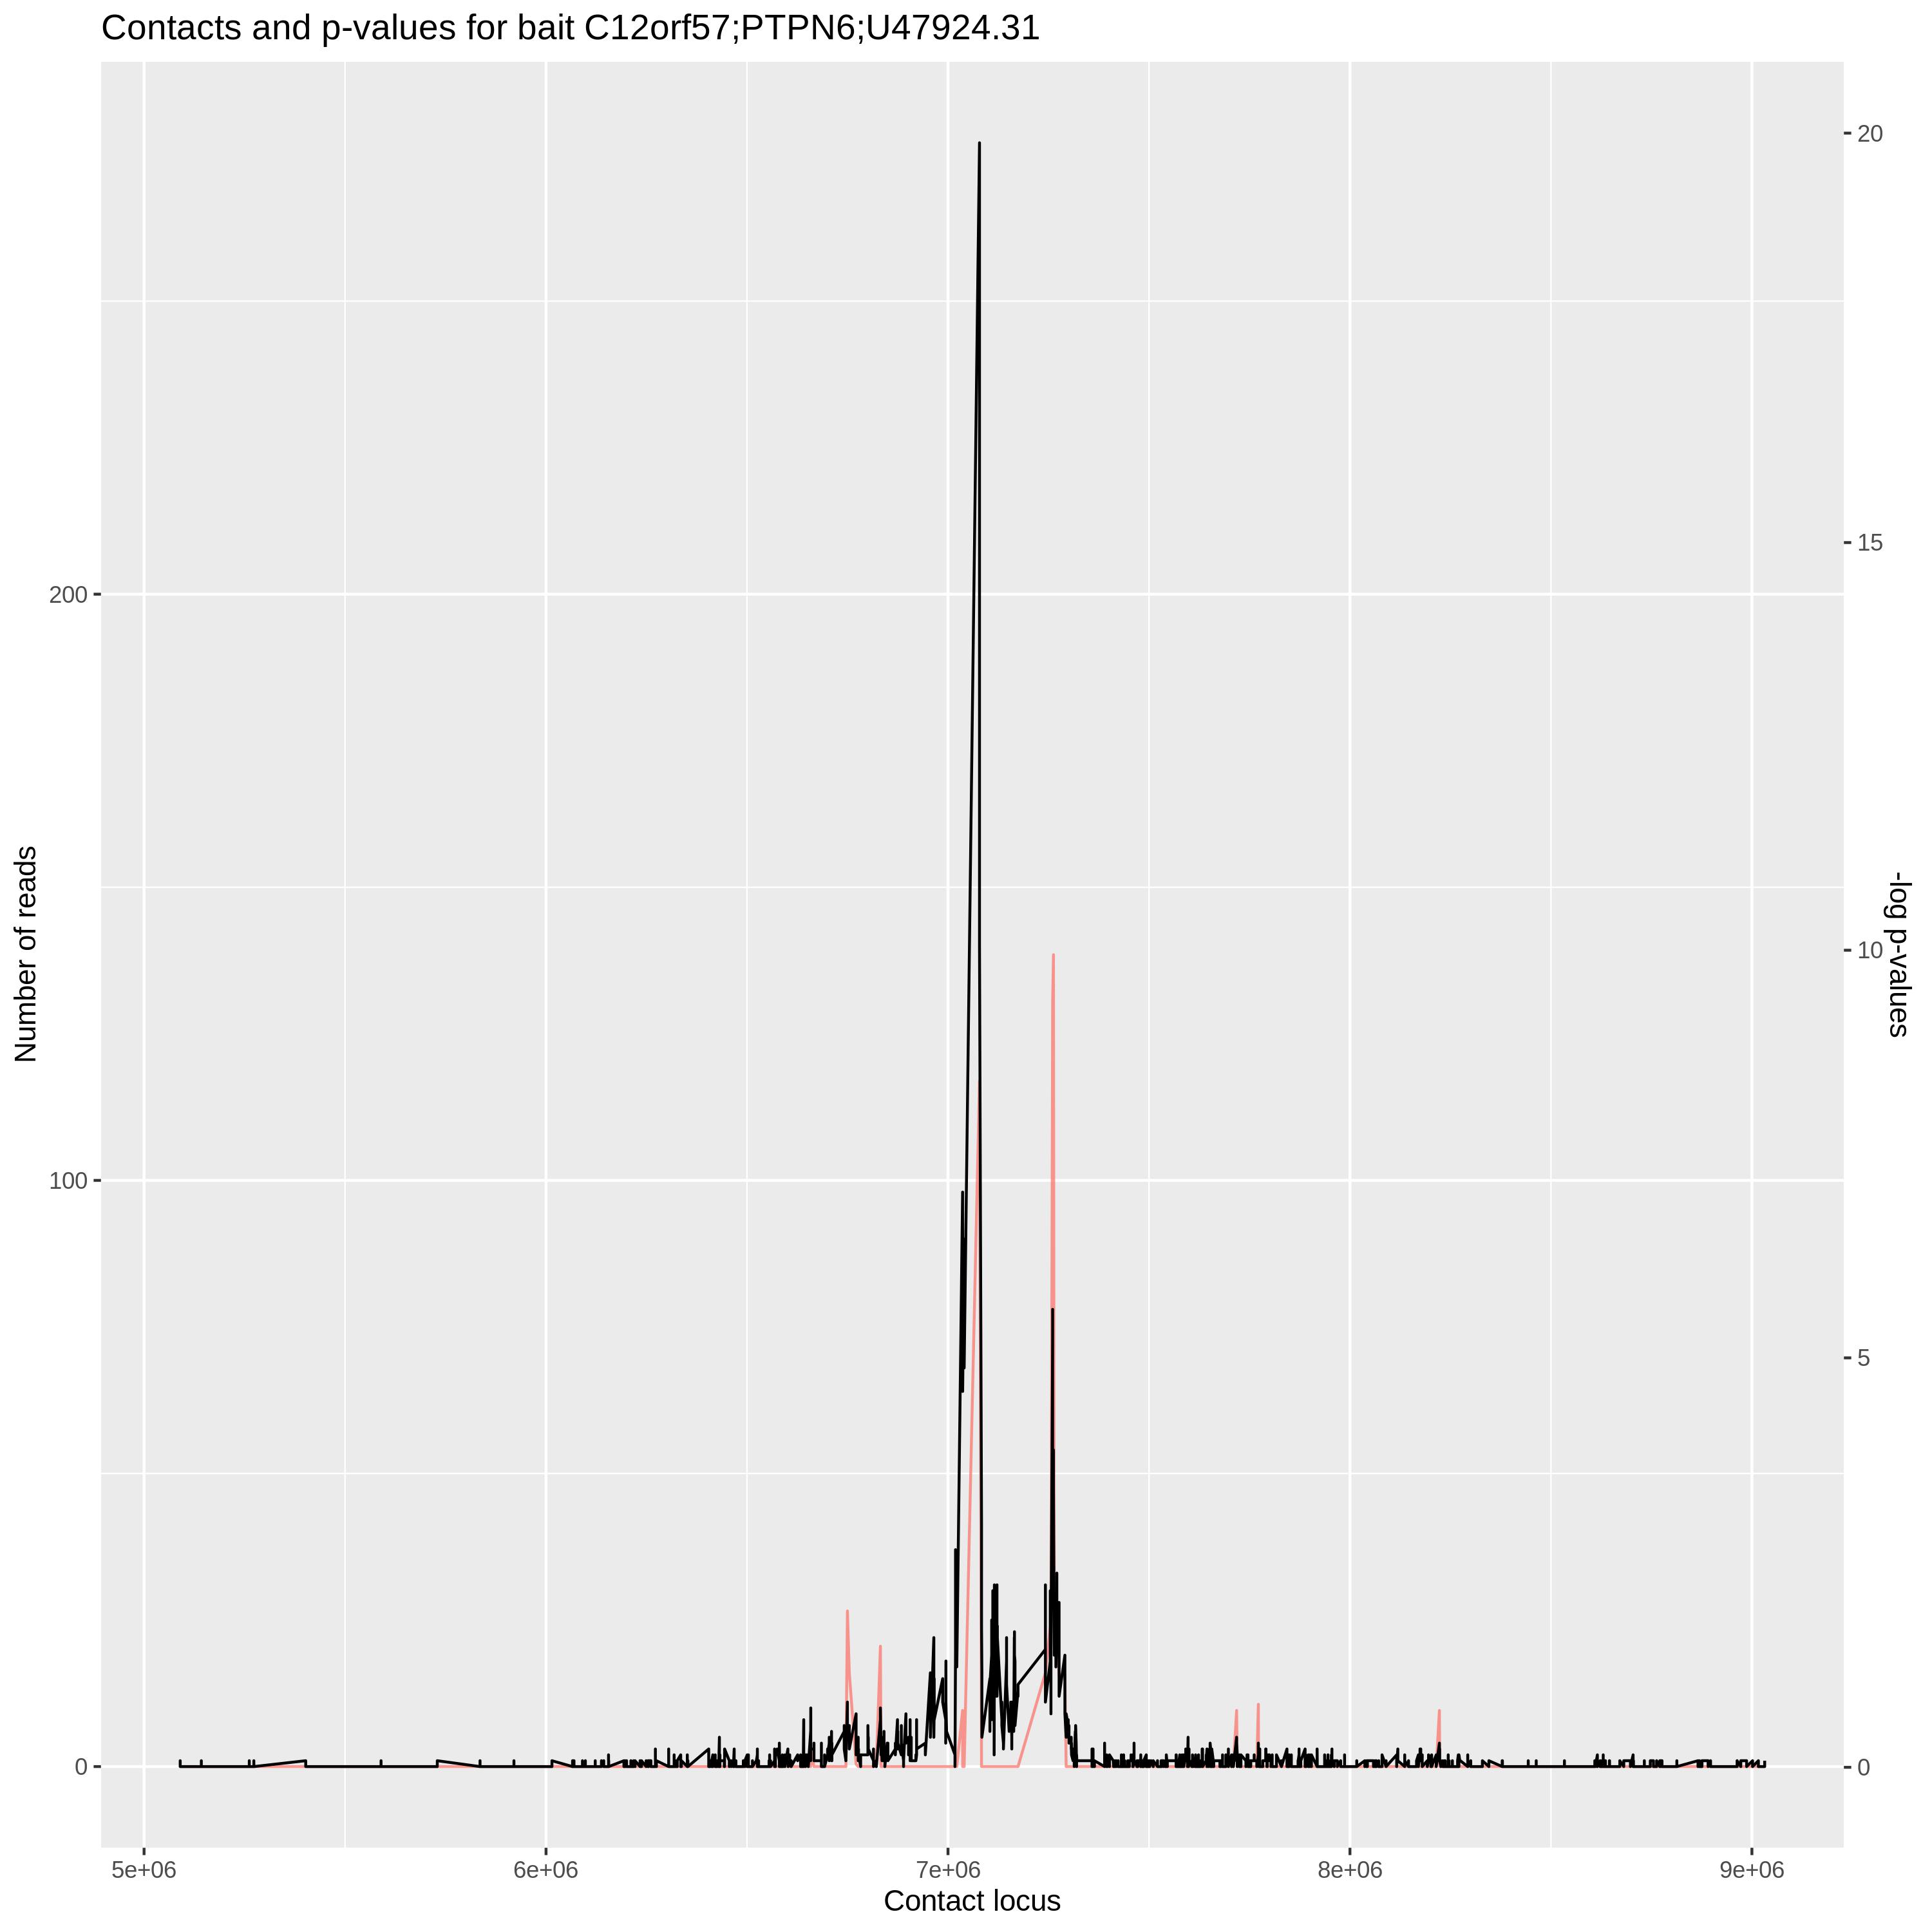 Contacts and p-values for bait C12orf57;PTPN6;U47924.31
Number of reads
200
100
0
20
15
10
5
0
-log p-values
5e+06 6e+06 7e+06 8e+06 9e+06
Contact locus